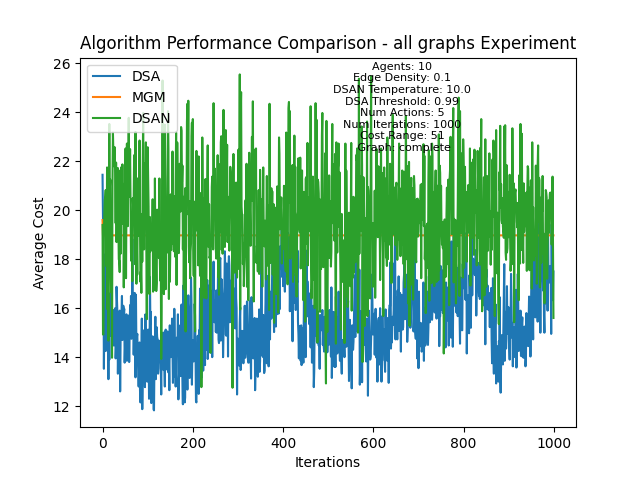 Algorithm Performance Comparison - all graphs Experiment
DSA
MGM
DSAN
Agents: 10
Edge Density: 0.1
DSAN Temperature: 10.0
DSA Threshold: 0.99
Num Actions: 5
Num Iterations: 1000
Cost Range: 51
Graph: complete
Average Cost
26
24
22
20
18
16
14
12
0
200
400
600
800
1000
Iterations